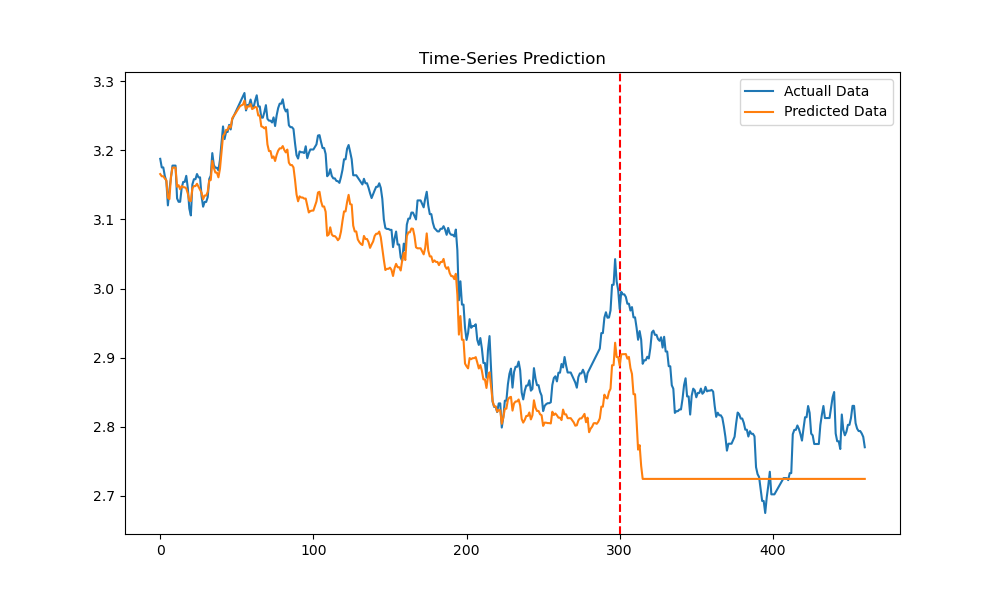 Time-Series Prediction
Actuall Data
Predicted Data
3.3
3.2
3.1
3.0
2.9
2.8
2.7
0 100 200 300 400